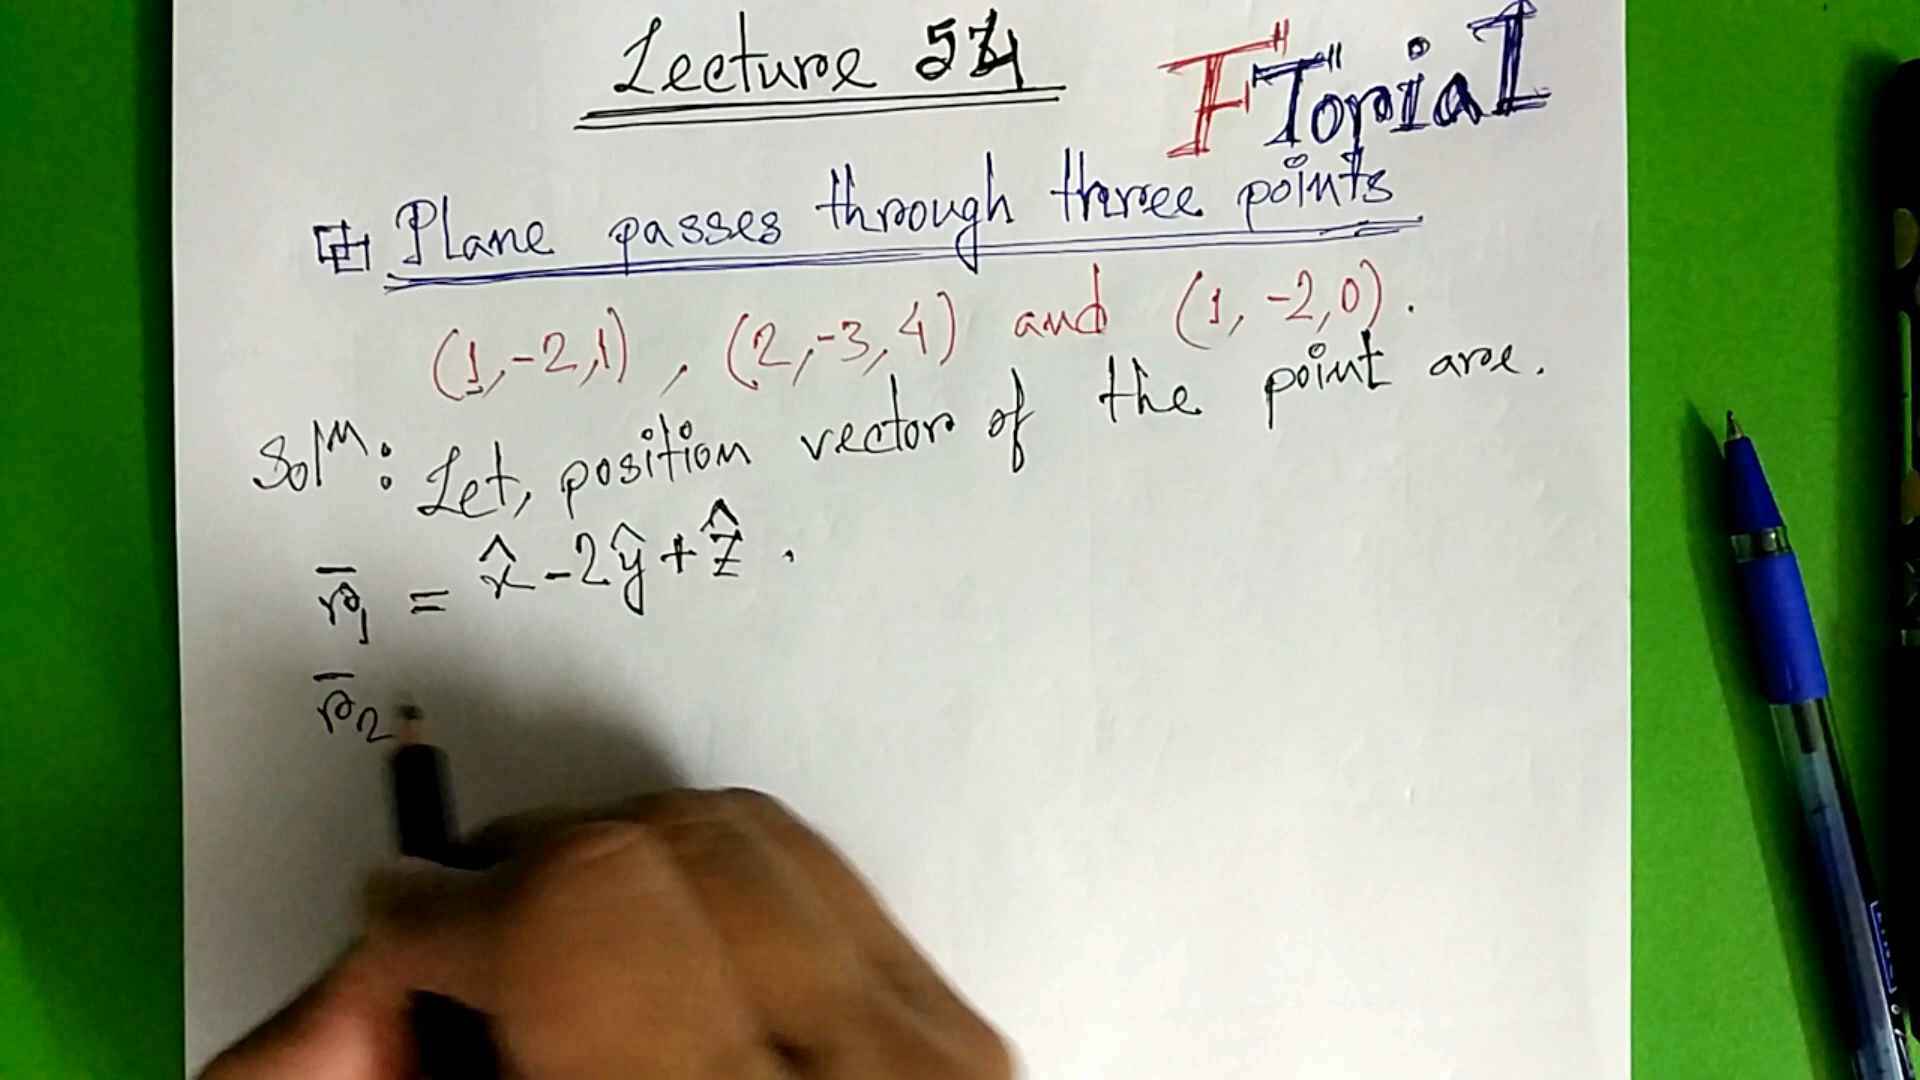 Lecture 54
FTorial
Plane passes through three points
(1,-2,1) , (2,-3,4) and (1,-2,0).
Solⁿ: Let, position vector of the point are.
r̅₁ = x̂ - 2ŷ + ẑ .
r̅₂